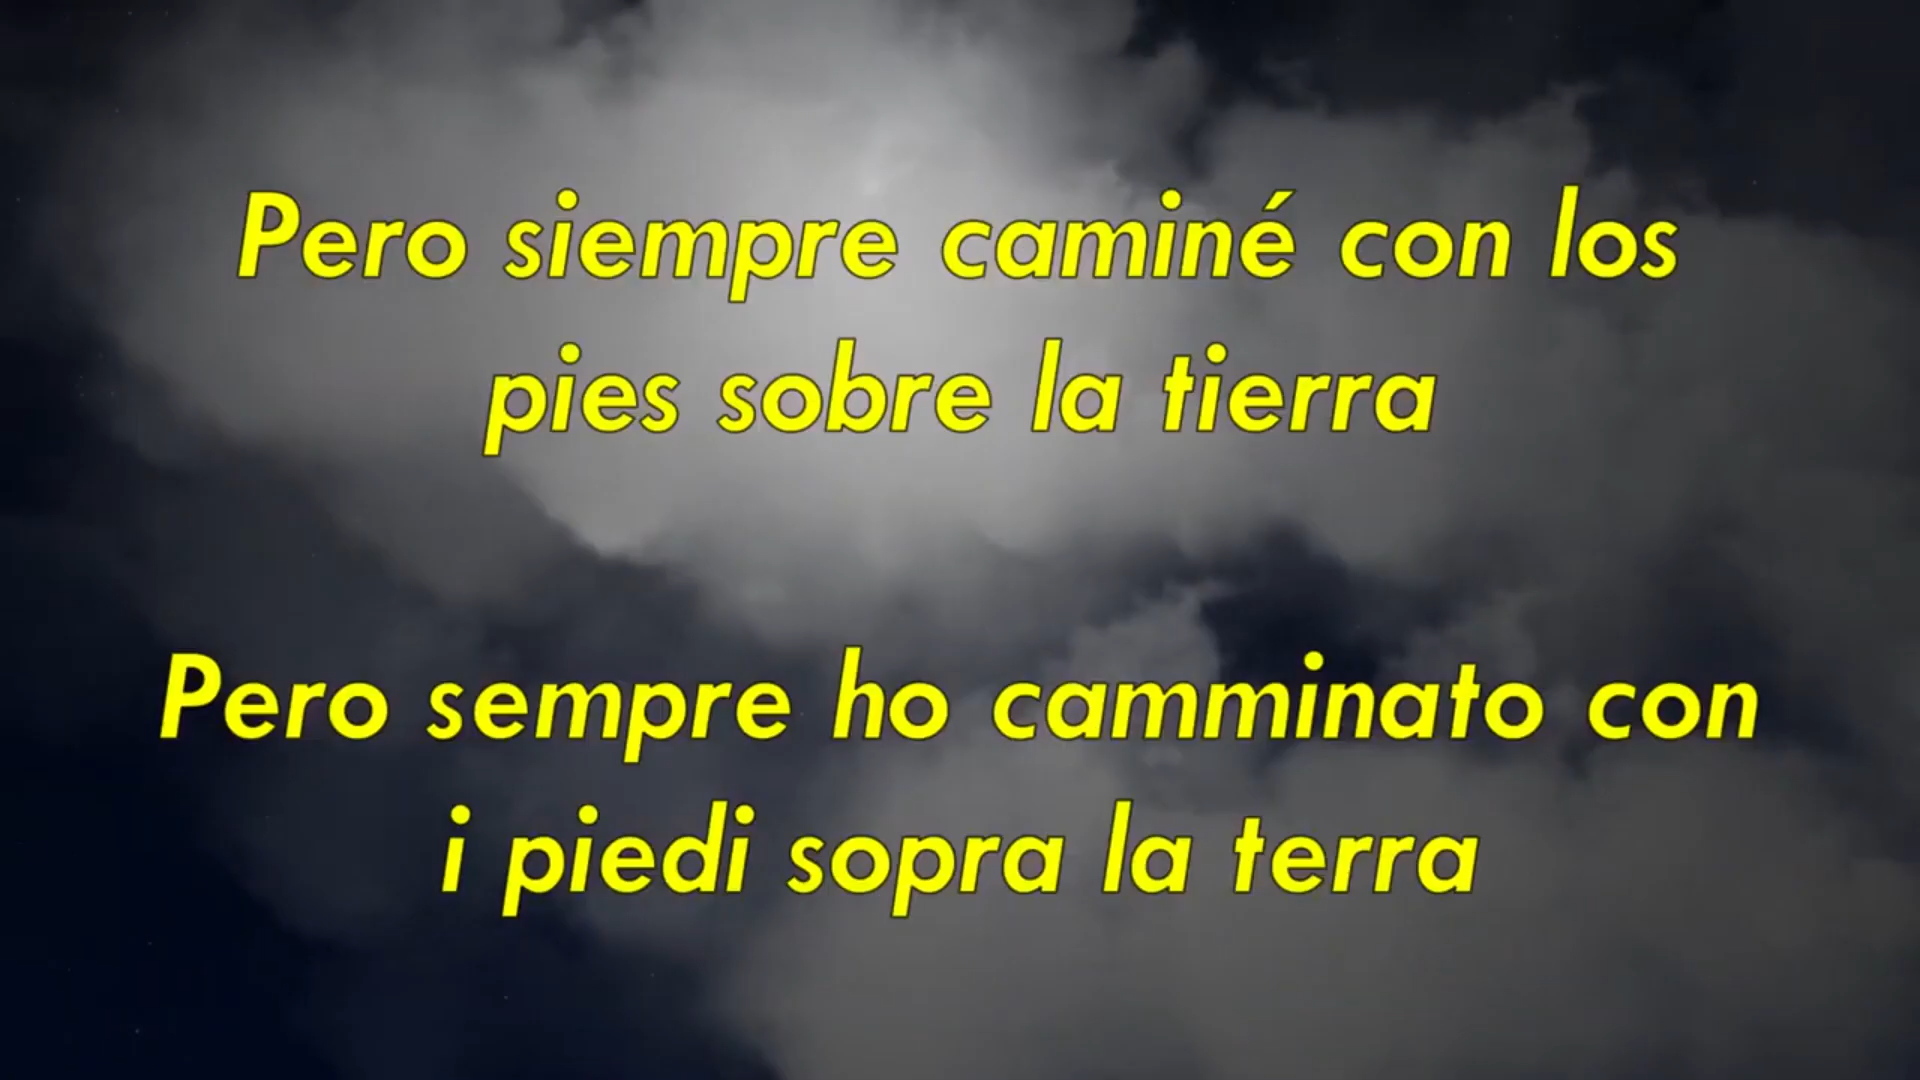 Pero siempre caminé con los
pies sobre la tierra
Pero sempre ho camminato con
i piedi sopra la terra